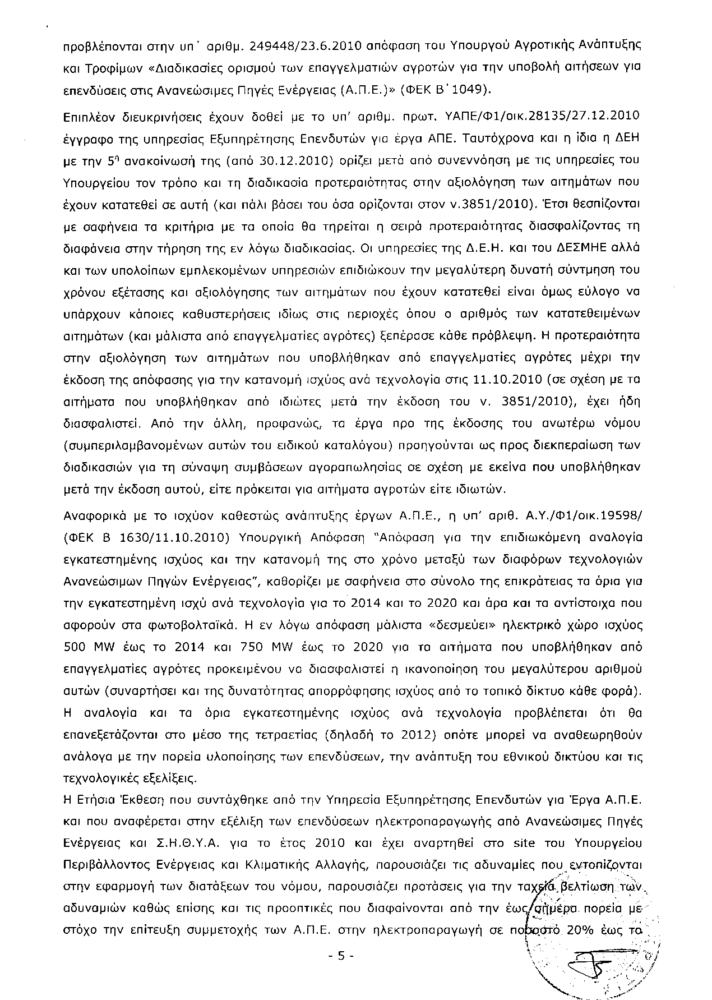 προβλέπονται στην υπ' αριθμ. 249448/23.6.2010 απόφαση του Υπουργού Αγροτικής Ανάπτυξης
και Τροφίμων «Διαδικασίες ορισμού των επαγγελματιών αγροτών για την υποβολή αιτήσεων για
επενδύσεις στις Ανανεώσιμες Πηγές Ενέργειας (Α.Π.Ε.)» (ΦΕΚ Β' 1049).
Επιπλέον διευκρινήσεις έχουν δοθεί με το υπ' αριθμ. πρωτ. ΥΑΠΕ/Φ1/οικ.28135/27.12.2010
έγγραφο της υπηρεσίας Εξυπηρέτησης Επενδυτών για έργα ΑΠΕ. Ταυτόχρονα και η ίδια η ΔΕΗ
με την 5η ανακοίνωσή της (από 30.12.2010) ορίζει μετά από συνεννόηση με τις υπηρεσίες του
Υπουργείου τον τρόπο και τη διαδικασία προτεραιότητας στην αξιολόγηση των αιτημάτων που
έχουν κατατεθεί σε αυτή (και πάλι βάσει του όσα ορίζονται στον ν.3851/2010). Έτσι θεσπίζονται
με σαφήνεια τα κριτήρια με τα οποία θα τηρείται η σειρά προτεραιότητας διασφαλίζοντας τη
διαφάνεια στην τήρηση της εν λόγω διαδικασίας. Οι υπηρεσίες της Δ.Ε.Η. και του ΔΕΣΜΗΕ αλλά
και των υπολοίπων εμπλεκομένων υπηρεσιών επιδιώκουν την μεγαλύτερη δυνατή σύντμηση του
χρόνου εξέτασης και αξιολόγησης των αιτημάτων που έχουν κατατεθεί είναι όμως εύλογο να
υπάρχουν κάποιες καθυστερήσεις ιδίως στις περιοχές όπου ο αριθμός των κατατεθειμένων
αιτημάτων (και μάλιστα από επαγγελματίες αγρότες) ξεπέρασε κάθε πρόβλεψη. Η προτεραιότητα
στην αξιολόγηση των αιτημάτων που υποβλήθηκαν από επαγγελματίες αγρότες μέχρι την
έκδοση της απόφασης για την κατανομή ισχύος ανά τεχνολογία στις 11.10.2010 (σε σχέση με τα
αιτήματα που υποβλήθηκαν από ιδιώτες μετά την έκδοση του ν. 3851/2010), έχει ήδη
διασφαλιστεί. Από την άλλη, προφανώς, τα έργα προ της έκδοσης του ανωτέρω νόμου
(συμπεριλαμβανομένων αυτών του ειδικού καταλόγου) προηγούνται ως προς διεκπεραίωση των
διαδικασιών για τη σύναψη συμβάσεων αγοραπωλησίας σε σχέση με εκείνα που υποβλήθηκαν
μετά την έκδοση αυτού, είτε πρόκειται για αιτήματα αγροτών είτε ιδιωτών.
Αναφορικά με το ισχύον καθεστώς ανάπτυξης έργων Α.Π.Ε., η υπ' αριθ. Α.Υ./Φ1/οικ.19598/
(ΦΕΚ Β 1630/11.10.2010) Υπουργική Απόφαση "Απόφαση για την επιδιωκόμενη αναλογία
εγκατεστημένης ισχύος και την κατανομή της στο χρόνο μεταξύ των διαφόρων τεχνολογιών
Ανανεώσιμων Πηγών Ενέργειας", καθορίζει με σαφήνεια στο σύνολο της επικράτειας τα όρια για
την εγκατεστημένη ισχύ ανά τεχνολογία για το 2014 και το 2020 και άρα και τα αντίστοιχα που
αφορούν στα φωτοβολταϊκά. Η εν λόγω απόφαση μάλιστα «δεσμεύει» ηλεκτρικό χώρο ισχύος
500 MW έως το 2014 και 750 MW έως το 2020 για τα αιτήματα που υποβλήθηκαν από
επαγγελματίες αγρότες προκειμένου να διασφαλιστεί η ικανοποίηση του μεγαλύτερου αριθμού
αυτών (συναρτήσει και της δυνατότητας απορρόφησης ισχύος από το τοπικό δίκτυο κάθε φορά).
Η αναλογία και τα όρια εγκατεστημένης ισχύος ανά τεχνολογία προβλέπεται ότι θα
επανεξετάζονται στο μέσο της τετραετίας (δηλαδή το 2012) οπότε μπορεί να αναθεωρηθούν
ανάλογα με την πορεία υλοποίησης των επενδύσεων, την ανάπτυξη του εθνικού δικτύου και τις
τεχνολογικές εξελίξεις.
Η Ετήσια Έκθεση που συντάχθηκε από την Υπηρεσία Εξυπηρέτησης Επενδυτών για Έργα Α.Π.Ε.
και που αναφέρεται στην εξέλιξη των επενδύσεων ηλεκτροπαραγωγής από Ανανεώσιμες Πηγές
Ενέργειας και Σ.Η.Θ.Υ.Α. για το έτος 2010 και έχει αναρτηθεί στο site του Υπουργείου
Περιβάλλοντος Ενέργειας και Κλιματικής Αλλαγής, παρουσιάζει τις αδυναμίες που εντοπίζονται
στην εφαρμογή των διατάξεων του νόμου, παρουσιάζει προτάσεις για την ταχεία βελτίωση των
αδυναμιών καθώς επίσης και τις προοπτικές που διαφαίνονται από την έως σήμερα πορεία με
στόχο την επίτευξη συμμετοχής των Α.Π.Ε. στην ηλεκτροπαραγωγή σε ποσοστό 20% έως το
- 5 -